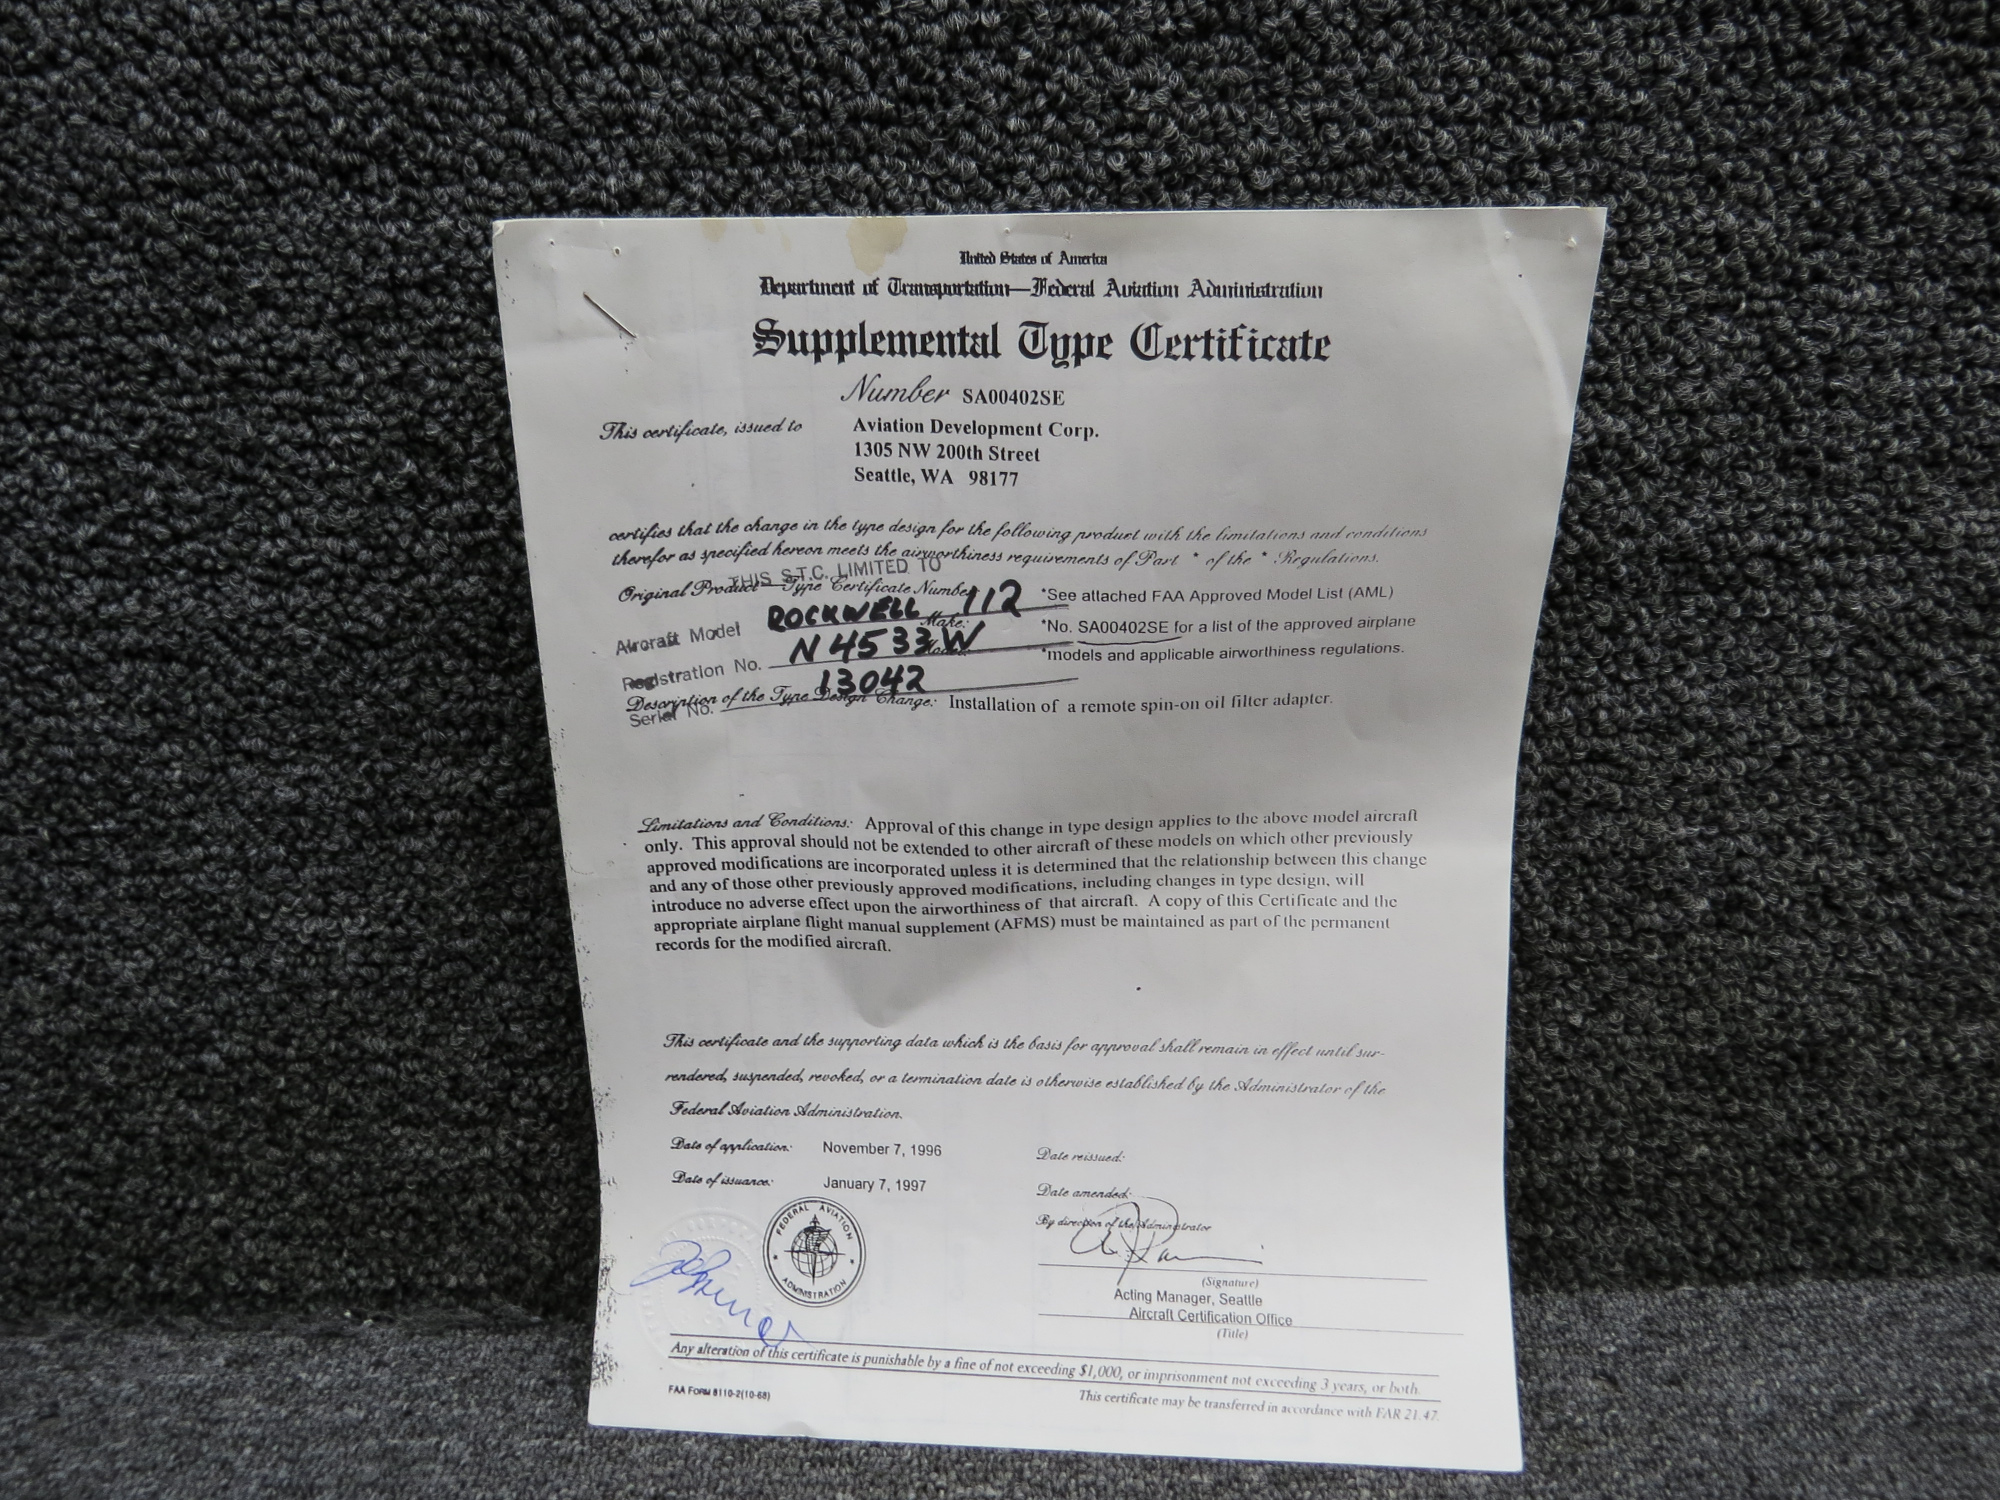 United States of America
Department of Transportation—Federal Aviation Administration
Supplemental Type Certificate
Number SA00402SE
This certificate, issued to Aviation Development Corp.
1305 NW 200th Street
Seattle, WA 98177
certifies that the change in the type design for the following product with the limitations and conditions
therefor as specified hereon meets the airworthiness requirements of Part * of the * Regulations.
THIS S.T.C. LIMITED TO
Original Product—Type Certificate Number: *See attached FAA Approved Model List (AML)
Aircraft Model ROCKWELL 112
Make: *No. SA00402SE for a list of the approved airplane
Registration No. N4533W
Model: *models and applicable airworthiness regulations.
Serial No. 13042
Description of the Type Design Change: Installation of a remote spin-on oil filter adapter.
Limitations and Conditions: Approval of this change in type design applies to the above model aircraft
only. This approval should not be extended to other aircraft of these models on which other previously
approved modifications are incorporated unless it is determined that the relationship between this change
and any of those other previously approved modifications, including changes in type design, will
introduce no adverse effect upon the airworthiness of that aircraft. A copy of this Certificate and the
appropriate airplane flight manual supplement (AFMS) must be maintained as part of the permanent
records for the modified aircraft.
This certificate and the supporting data which is the basis for approval shall remain in effect until sur-
rendered, suspended, revoked, or a termination date is otherwise established by the Administrator of the
Federal Aviation Administration.
Date of application: November 7, 1996
Date reissued:
Date of issuance: January 7, 1997
Date amended:
FEDERAL AVIATION ADMINISTRATION
By direction of the Administrator
(Signature)
Acting Manager, Seattle
Aircraft Certification Office
(Title)
Any alteration of this certificate is punishable by a fine of not exceeding $1,000, or imprisonment not exceeding 3 years, or both.
FAA FORM 8110-2(10-68)
This certificate may be transferred in accordance with FAR 21.47.